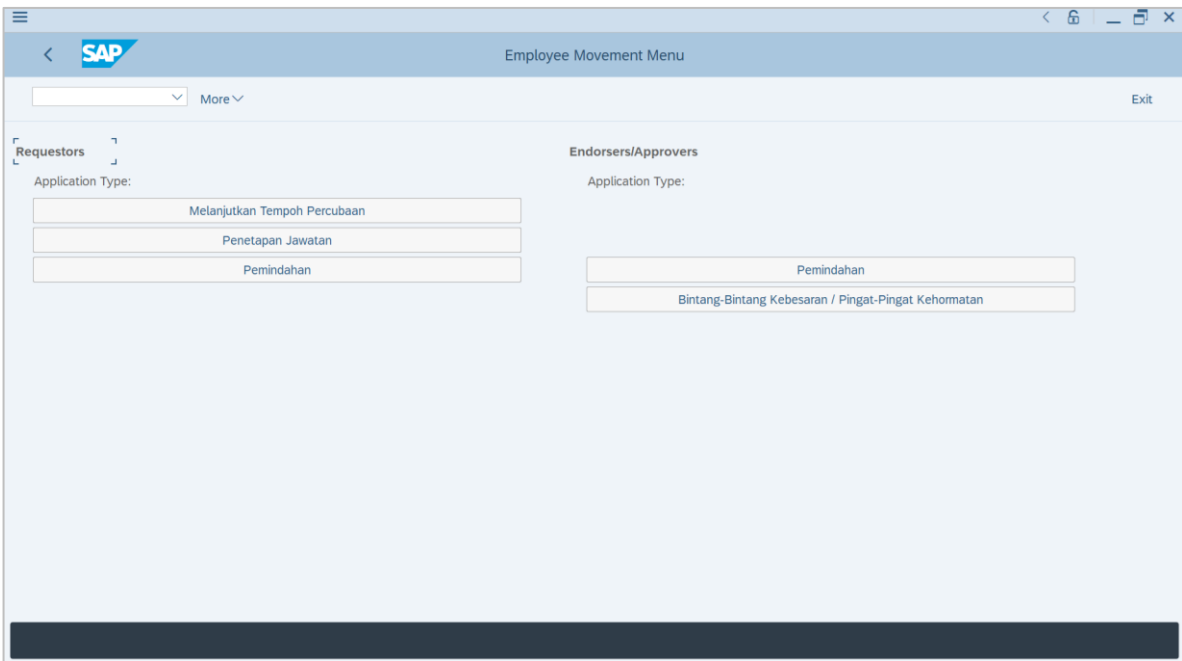 SAP
Employee Movement Menu
More
Exit
Requestors
Application Type:
Melanjutkan Tempoh Percubaan
Penetapan Jawatan
Pemindahan
Endorsers/Approvers
Application Type:
Pemindahan
Bintang-Bintang Kebesaran / Pingat-Pingat Kehormatan